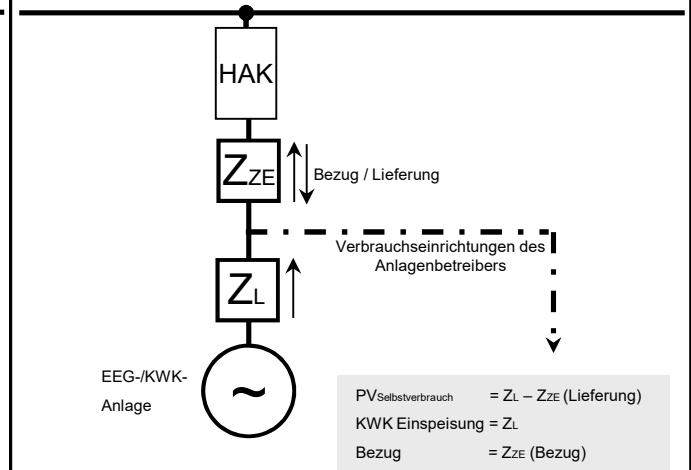 HAK
ZZE
Bezug / Lieferung
Verbrauchseinrichtungen des
Anlagenbetreibers
ZL
EEG-/KWK-
Anlage
~
PVSelbstverbrauch = ZL – ZZE (Lieferung)
KWK Einspeisung = ZL
Bezug = ZZE (Bezug)